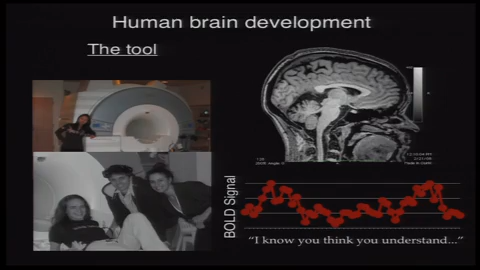 Human brain development
The tool
BOLD Signal
"I know you think you understand..."